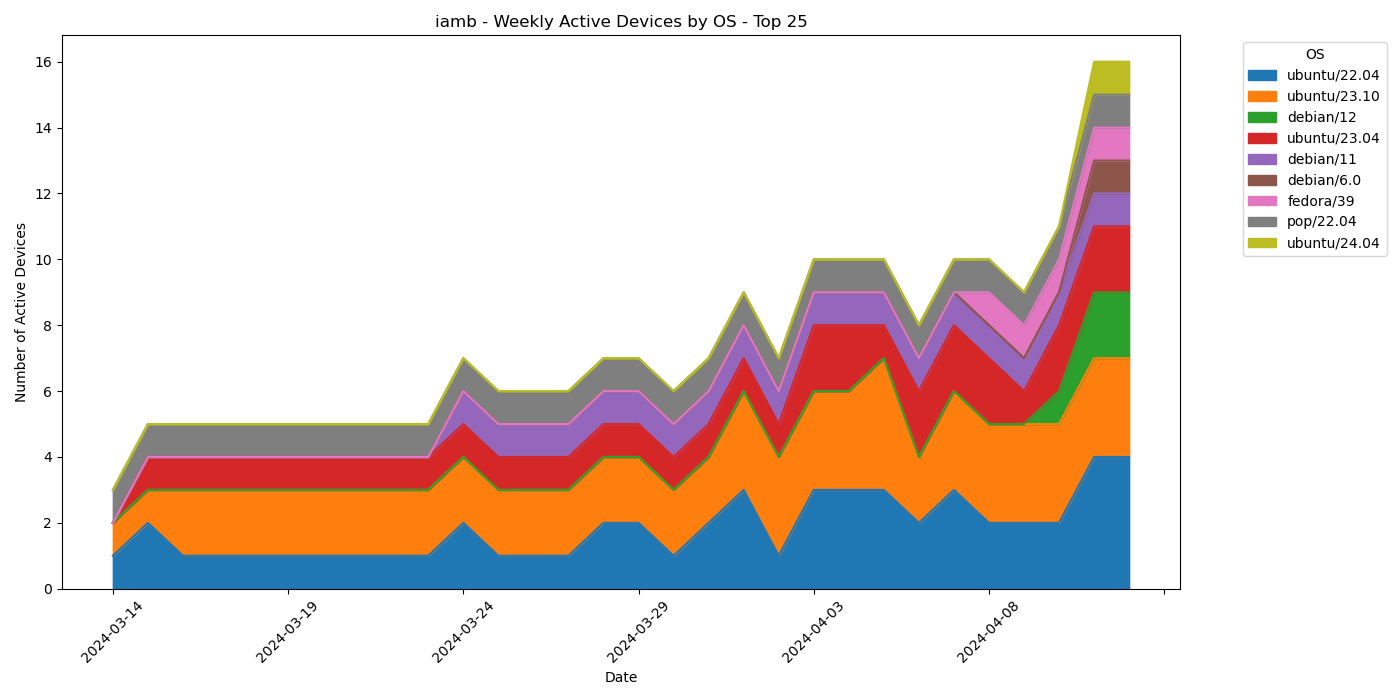 iamb - Weekly Active Devices by OS - Top 25
Number of Active Devices
16
14
12
10
8
6
4
2
0
2024-03-14
2024-03-19
2024-03-24
2024-03-29
2024-04-03
2024-04-08
Date
OS
ubuntu/22.04
ubuntu/23.10
debian/12
ubuntu/23.04
debian/11
debian/6.0
fedora/39
pop/22.04
ubuntu/24.04